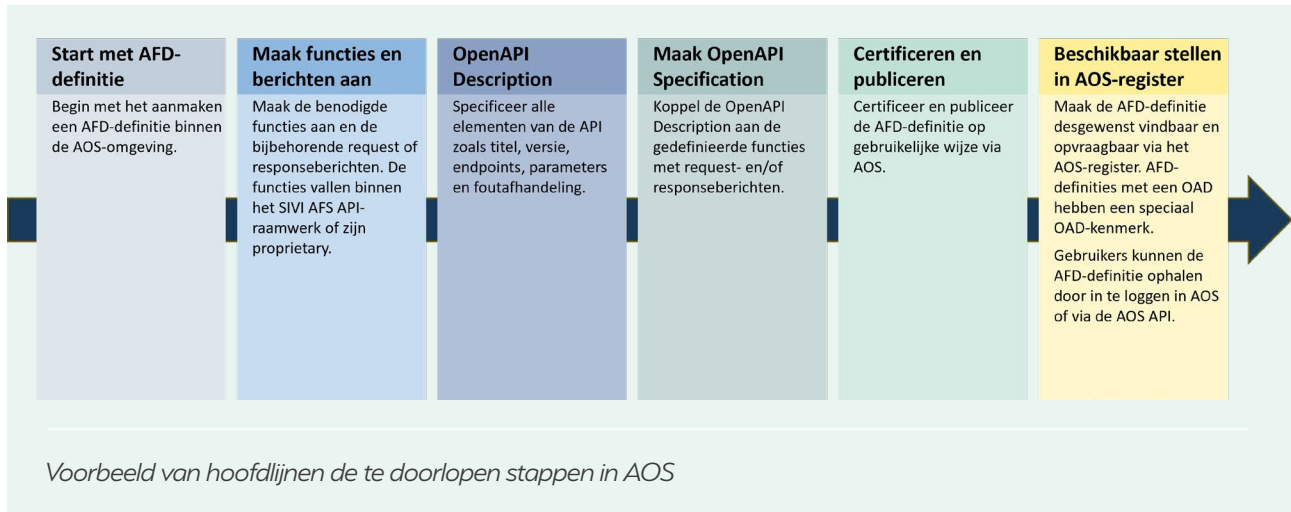 Start met AFD-
definitie
Begin met het aanmaken
een AFD-definitie binnen
de AOS-omgeving.
Maak functies en
berichten aan
Maak de benodigde
functies aan en de
bijbehorende request of
responseberichten. De
functies vallen binnen
het SIVI AFS API-
raamwerk of zijn
proprietary.
OpenAPI
Description
Specificeer alle
elementen van de API
zoals titel, versie,
endpoints, parameters
en foutafhandeling.
Maak OpenAPI
Specification
Koppel de OpenAPI
Description aan de
gedefinieerde functies
met request- en/of
responseberichten.
Certificeren en
publiceren
Certificeer en publiceer
de AFD-definitie op
gebruikelijke wijze via
AOS.
Beschikbaar stellen
in AOS-register
Maak de AFD-definitie
desgewenst vindbaar en
opvraagbaar via het
AOS-register. AFD-
definities met een OAD
hebben een speciaal
OAD-kenmerk.
Gebruikers kunnen de
AFD-definitie ophalen
door in te loggen in AOS
of via de AOS API.
Voorbeeld van hoofdlijnen de te doorlopen stappen in AOS